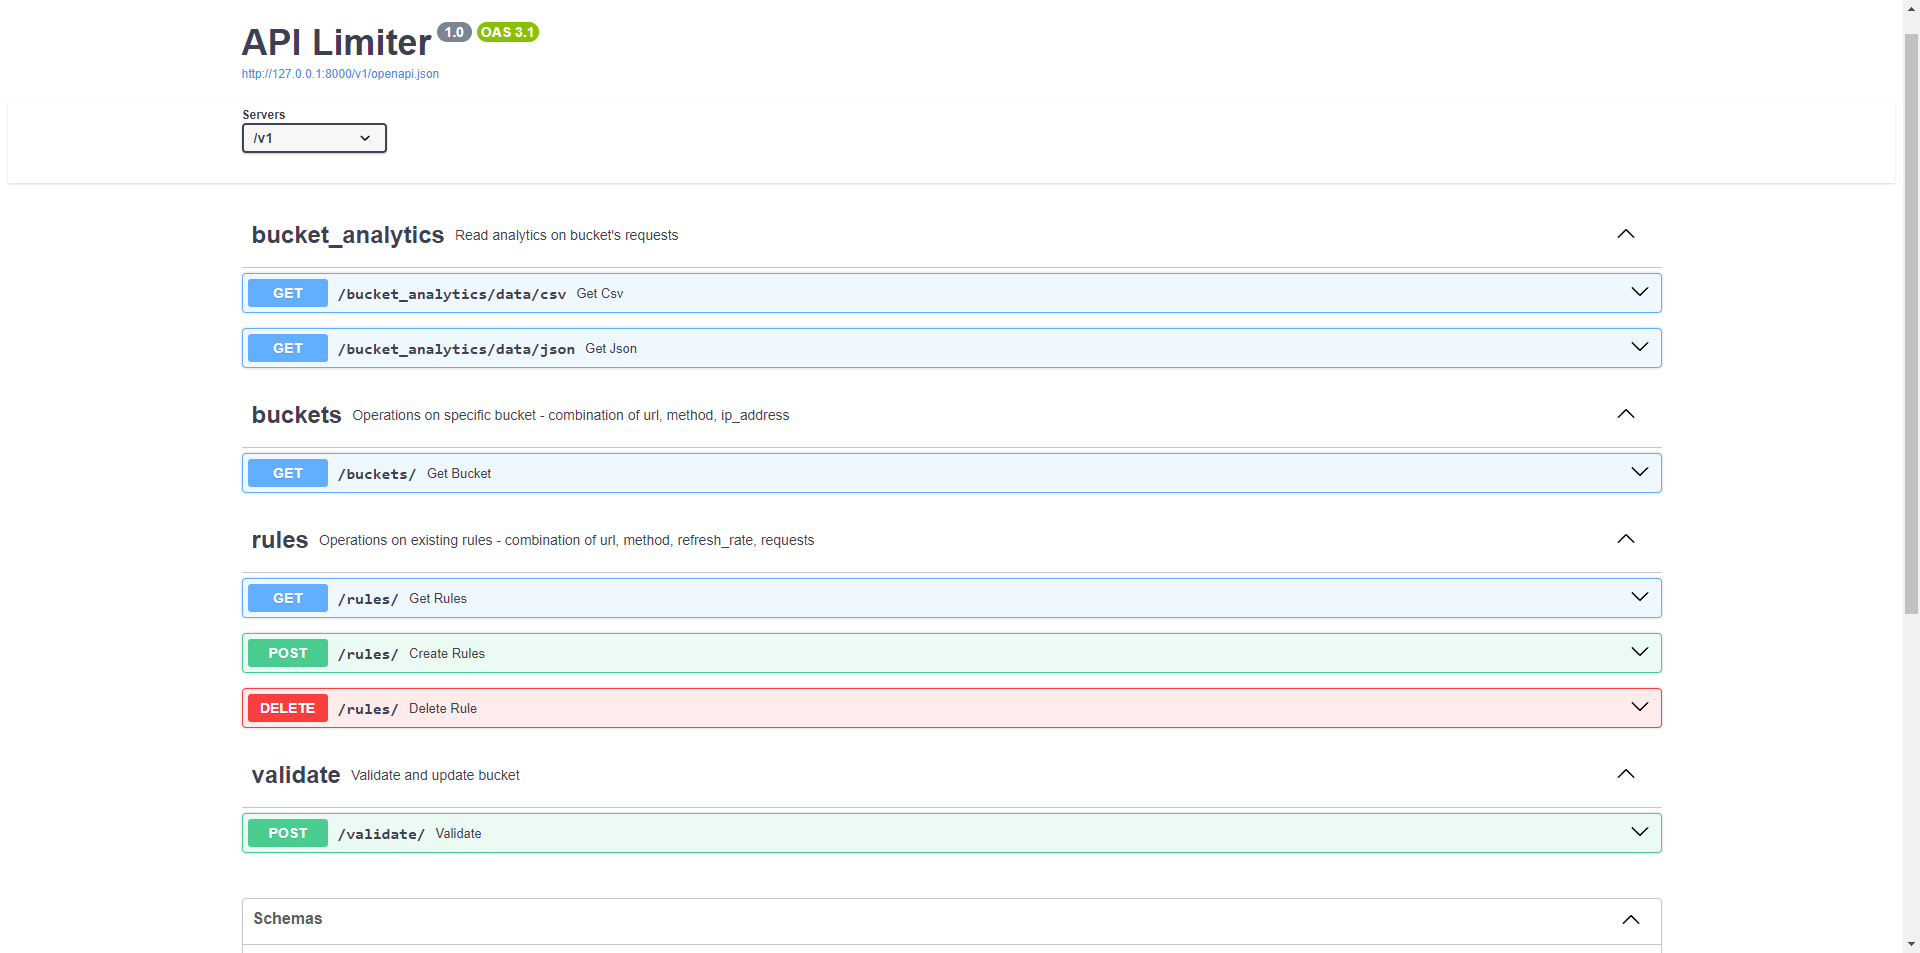 API Limiter 1.0 OAS 3.1
http://127.0.0.1:8000/v1/openapi.json
Servers
/v1
bucket_analytics Read analytics on bucket's requests
GET /bucket_analytics/data/csv Get Csv
GET /bucket_analytics/data/json Get Json
buckets Operations on specific bucket - combination of url, method, ip_address
GET /buckets/ Get Bucket
rules Operations on existing rules - combination of url, method, refresh_rate, requests
GET /rules/ Get Rules
POST /rules/ Create Rules
DELETE /rules/ Delete Rule
validate Validate and update bucket
POST /validate/ Validate
Schemas